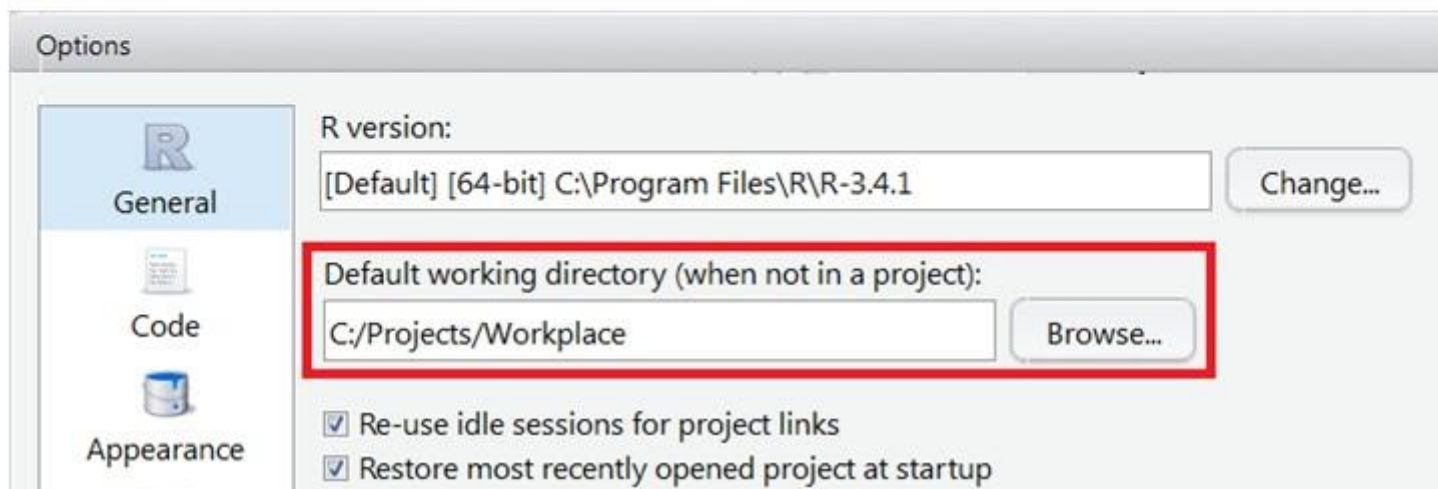 Options
General
Code
Appearance
R version:
[Default] [64-bit] C:\Program Files\R\R-3.4.1
Change...
Default working directory (when not in a project):
C:/Projects/Workplace
Browse...
Re-use idle sessions for project links
Restore most recently opened project at startup